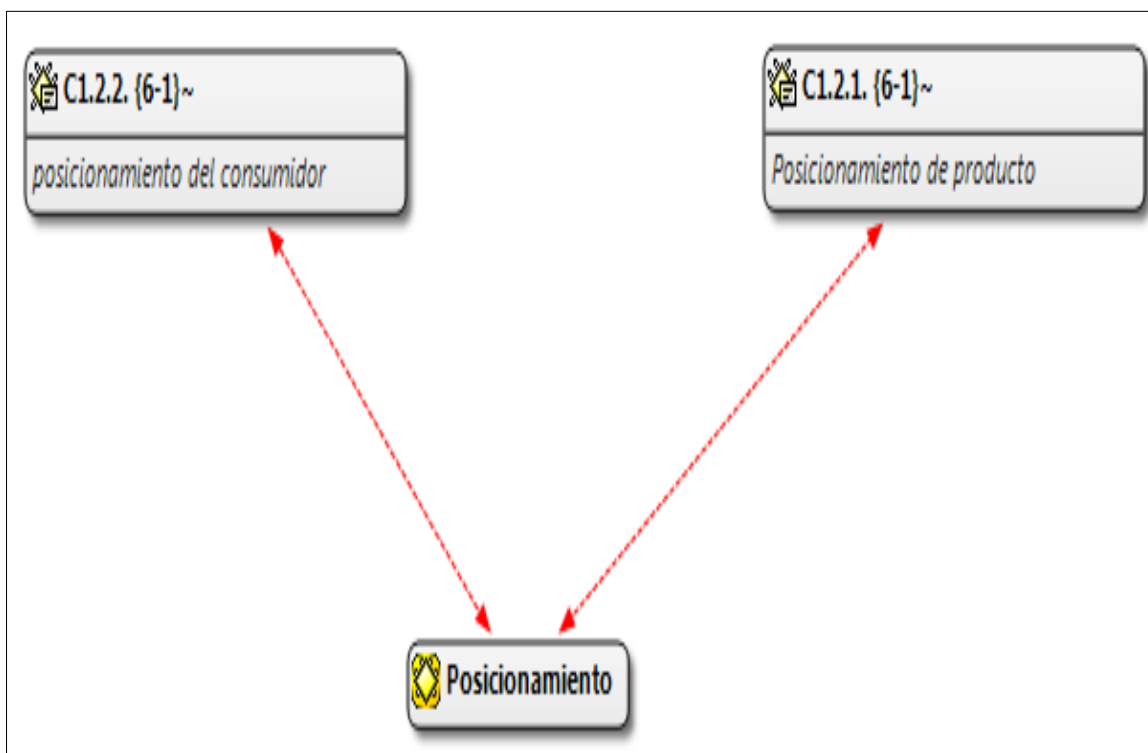 C1.2.2. {6-1}~
posicionamiento del consumidor
C1.2.1. {6-1}~
Posicionamiento de producto
Posicionamiento